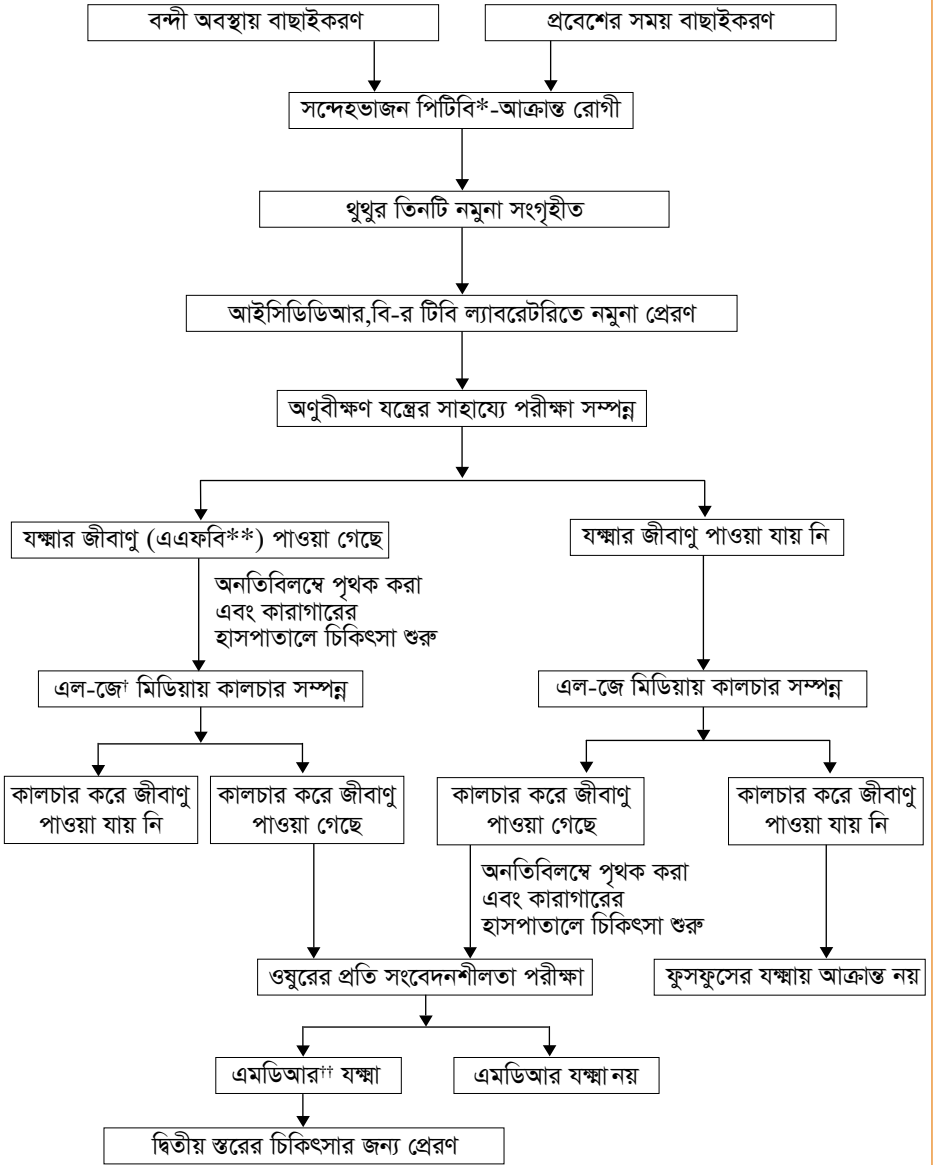 বন্দী অবস্থায় বাছাইকরণ
প্রবেশের সময় বাছাইকরণ
সন্দেহভাজন পিটিবি*-আক্রান্ত রোগী
থুথুর তিনটি নমুনা সংগৃহীত
আইসিডিডিআর,বি-র টিবি ল্যাবরেটরিতে নমুনা প্রেরণ
অণুবীক্ষণ যন্ত্রের সাহায্যে পরীক্ষা সম্পন্ন
যক্ষ্মার জীবাণু (এএফবি**) পাওয়া গেছে
যক্ষ্মার জীবাণু পাওয়া যায় নি
অনতিবিলম্বে পৃথক করা
এবং কারাগারের
হাসপাতালে চিকিৎসা শুরু
এল-জে† মিডিয়ায় কালচার সম্পন্ন
এল-জে মিডিয়ায় কালচার সম্পন্ন
কালচার করে জীবাণু
পাওয়া যায় নি
কালচার করে জীবাণু
পাওয়া গেছে
কালচার করে জীবাণু
পাওয়া গেছে
কালচার করে জীবাণু
পাওয়া যায় নি
অনতিবিলম্বে পৃথক করা
এবং কারাগারের
হাসপাতালে চিকিৎসা শুরু
ওষুরের প্রতি সংবেদনশীলতা পরীক্ষা
ফুসফুসের যক্ষ্মায় আক্রান্ত নয়
এমডিআর†† যক্ষ্মা
এমডিআর যক্ষ্মা নয়
দ্বিতীয় স্তরের চিকিৎসার জন্য প্রেরণ